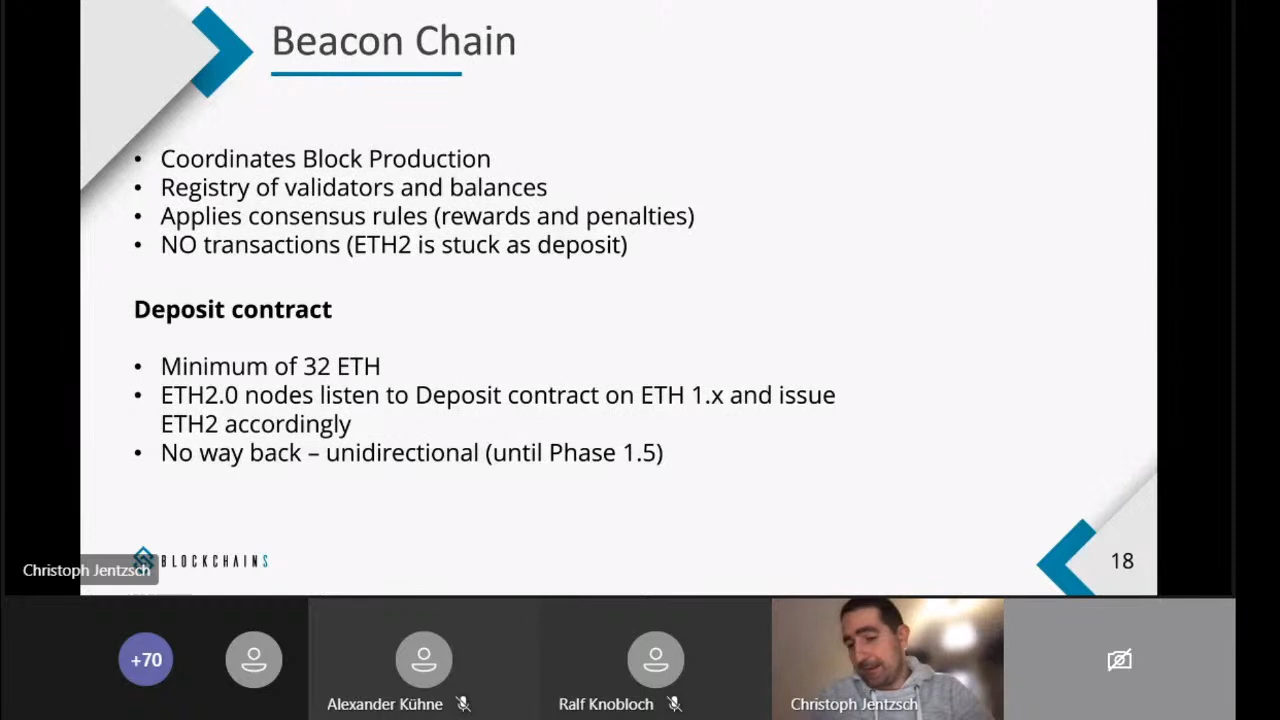 Beacon Chain
• Coordinates Block Production
• Registry of validators and balances
• Applies consensus rules (rewards and penalties)
• NO transactions (ETH2 is stuck as deposit)
Deposit contract
• Minimum of 32 ETH
• ETH2.0 nodes listen to Deposit contract on ETH 1.x and issue
ETH2 accordingly
• No way back – unidirectional (until Phase 1.5)
BLOCKCHAINS
18
Christoph Jentzsch
+70
Alexander Kühne
Ralf Knobloch
Christoph Jentzsch